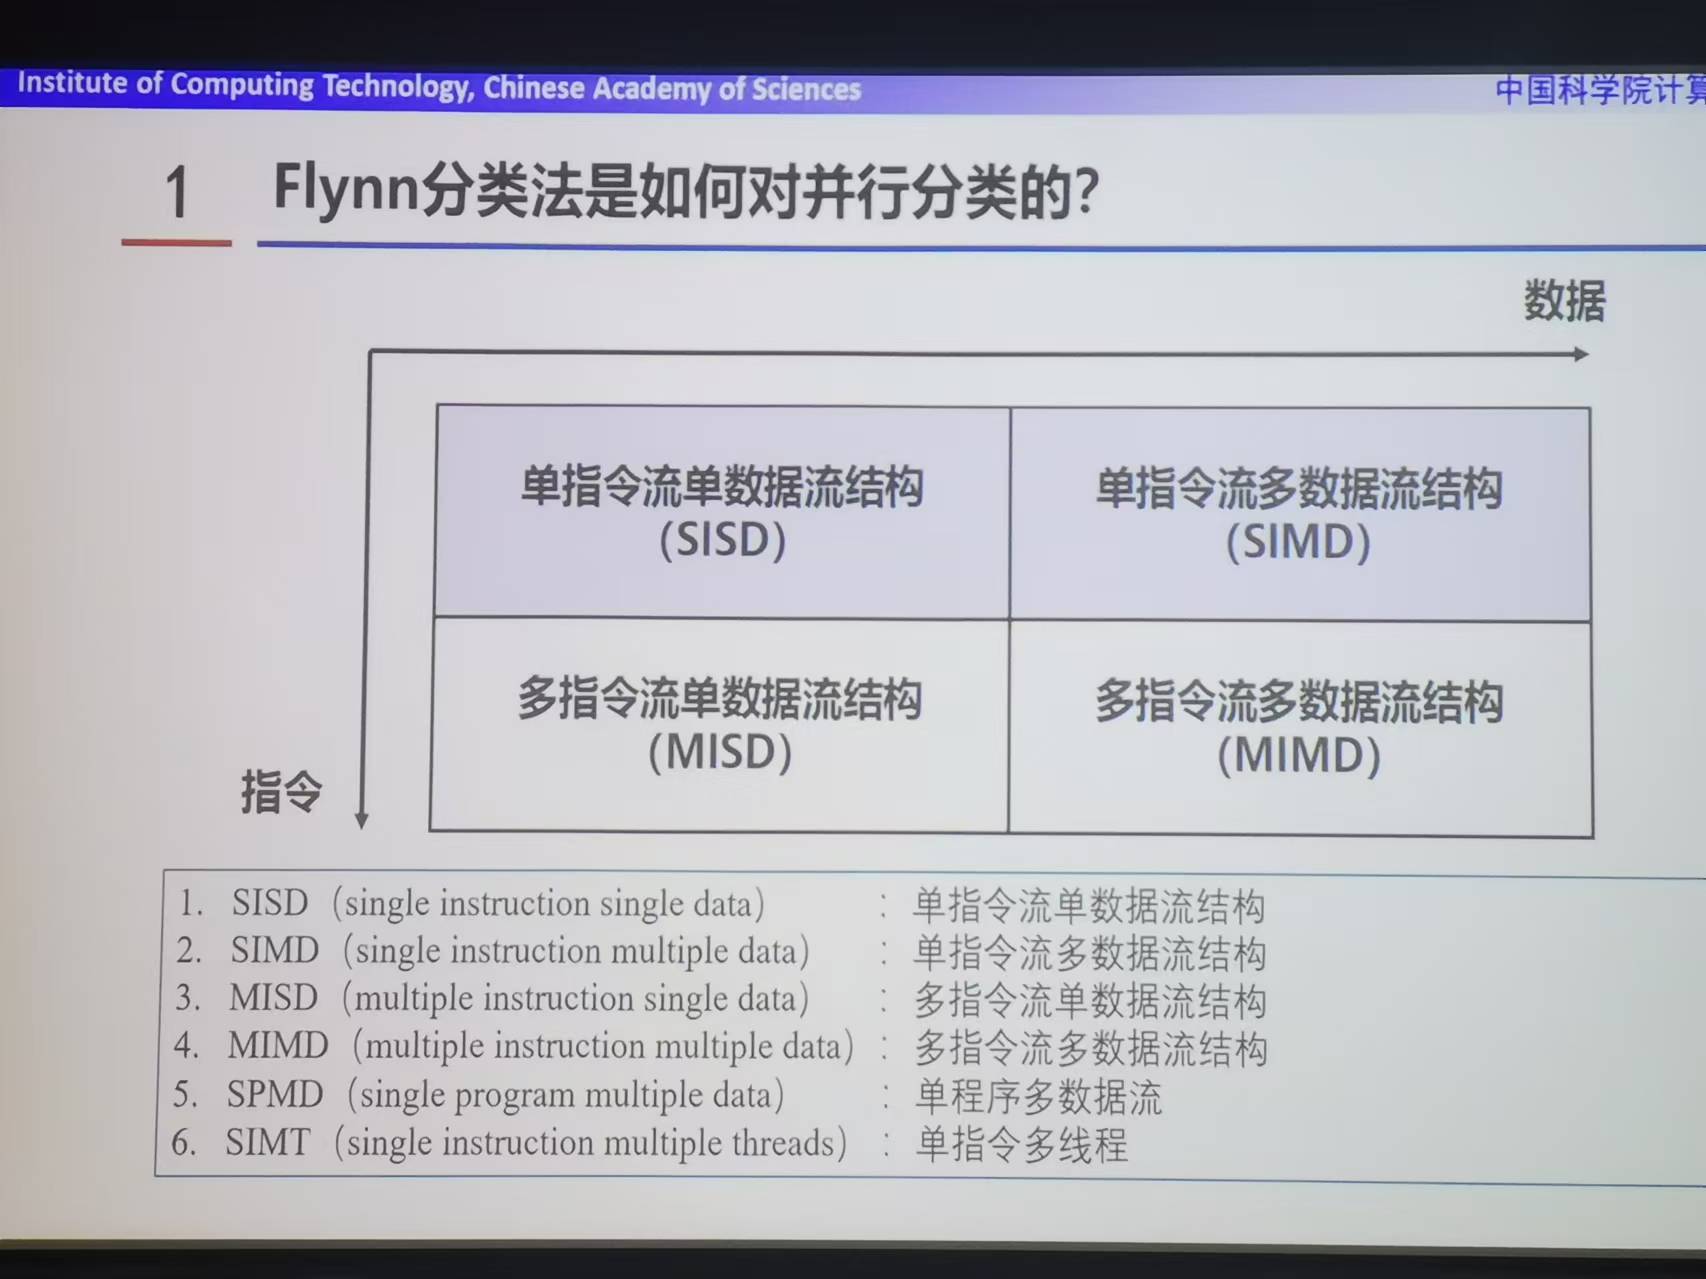 Institute of Computing Technology, Chinese Academy of Sciences
中国科学院计算
1 Flynn分类法是如何对并行分类的?
数据
单指令流单数据流结构
(SISD)
单指令流多数据流结构
(SIMD)
多指令流单数据流结构
(MISD)
多指令流多数据流结构
(MIMD)
指令
1. SISD (single instruction single data) : 单指令流单数据流结构
2. SIMD (single instruction multiple data) : 单指令流多数据流结构
3. MISD (multiple instruction single data) : 多指令流单数据流结构
4. MIMD (multiple instruction multiple data) : 多指令流多数据流结构
5. SPMD (single program multiple data) : 单程序多数据流
6. SIMT (single instruction multiple threads) : 单指令多线程